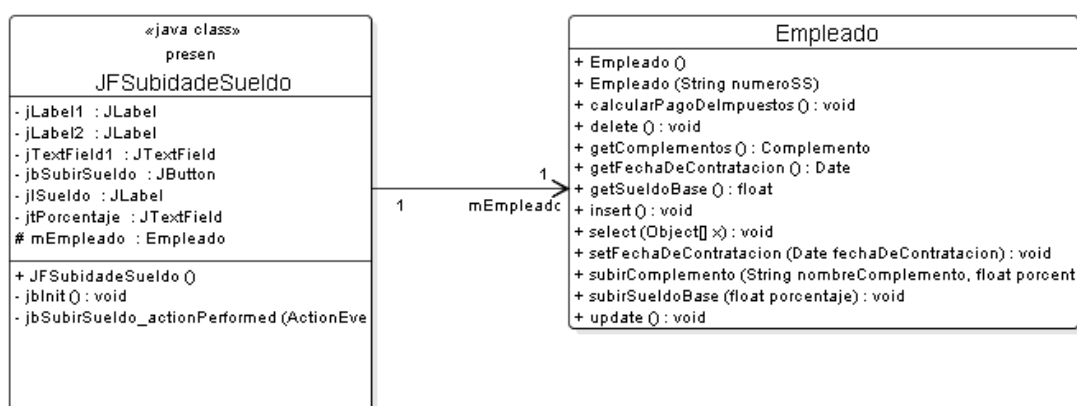 «java class»
presen
JFSubidadeSueldo
- jLabel1 : JLabel
- jLabel2 : JLabel
- jTextField1 : JTextField
- jbSubirSueldo : JButton
- jlSueldo : JLabel
- jtPorcentaje : JTextField
# mEmpleado : Empleado
+ JFSubidadeSueldo ()
- jbInit () : void
- jbSubirSueldo_actionPerformed (ActionEve
1
1
mEmpleado
Empleado
+ Empleado ()
+ Empleado (String numeroSS)
+ calcularPagoDeImpuestos () : void
+ delete () : void
+ getComplementos () : Complemento
+ getFechaDeContratacion () : Date
+ getSueldoBase () : float
+ insert () : void
+ select (Object[] x) : void
+ setFechaDeContratacion (Date fechaDeContratacion) : void
+ subirComplemento (String nombreComplemento, float porcent
+ subirSueldoBase (float porcentaje) : void
+ update () : void